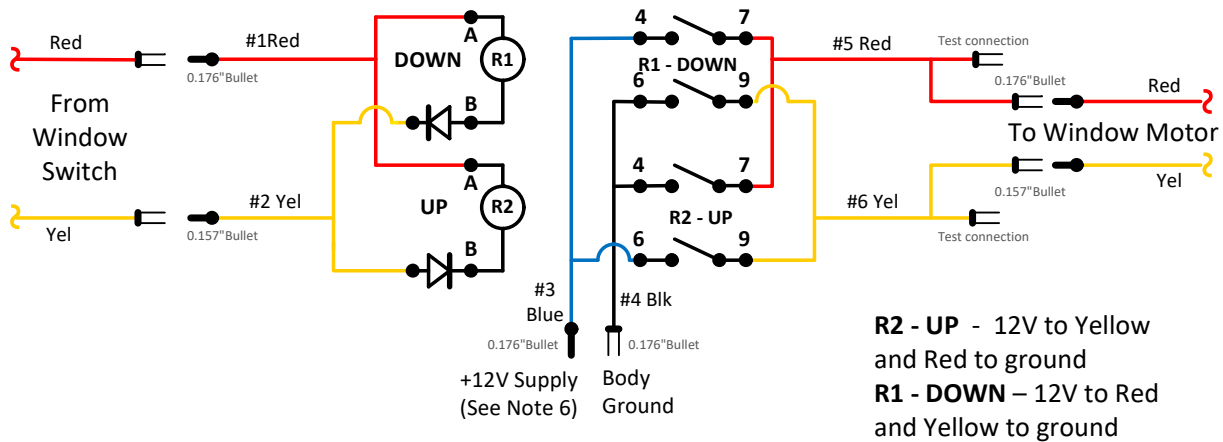 Red
#1Red
0.176"Bullet
From
Window
Switch
Yel
#2 Yel
0.157"Bullet
A
DOWN
R1
B
A
UP
R2
B
4
7
R1 - DOWN
6
9
4
7
R2 - UP
6
9
#3
Blue
#4 Blk
0.176"Bullet
0.176"Bullet
+12V Supply
(See Note 6)
Body
Ground
#5 Red
Test connection
0.176"Bullet
Red
To Window Motor
0.157"Bullet
Yel
#6 Yel
Test connection
R2 - UP - 12V to Yellow
and Red to ground
R1 - DOWN – 12V to Red
and Yellow to ground